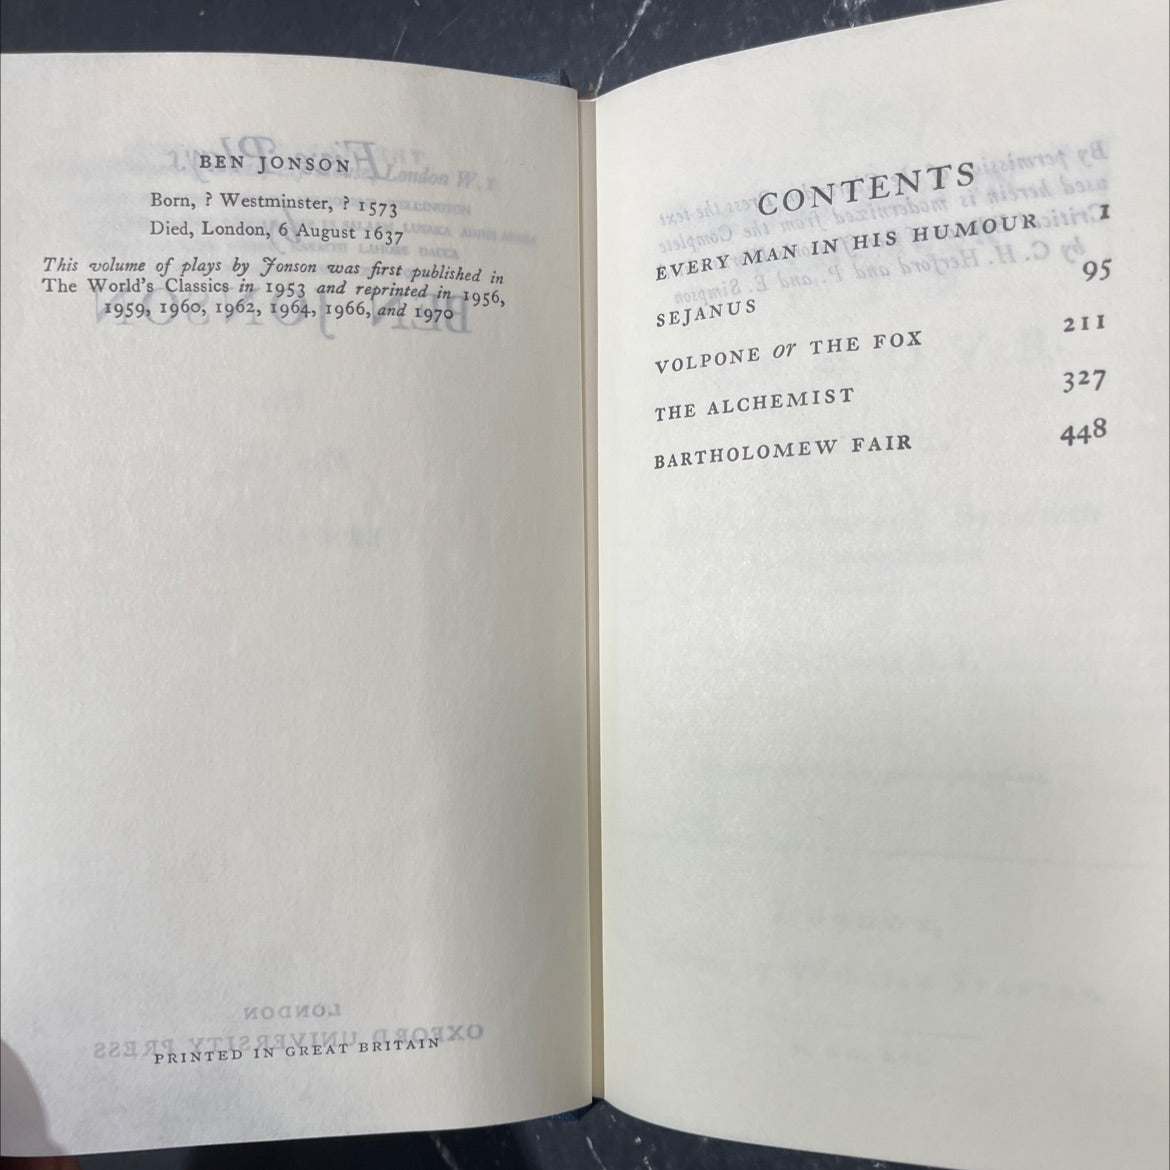 BEN JONSON
Born, ? Westminster, ? 1573
Died, London, 6 August 1637
This volume of plays by Jonson was first published in
The World's Classics in 1953 and reprinted in 1956,
1959, 1960, 1962, 1964, 1966, and 1970
PRINTED IN GREAT BRITAIN
CONTENTS
EVERY MAN IN HIS HUMOUR 1
SEJANUS 95
VOLPONE or THE FOX 211
THE ALCHEMIST 327
BARTHOLOMEW FAIR 448